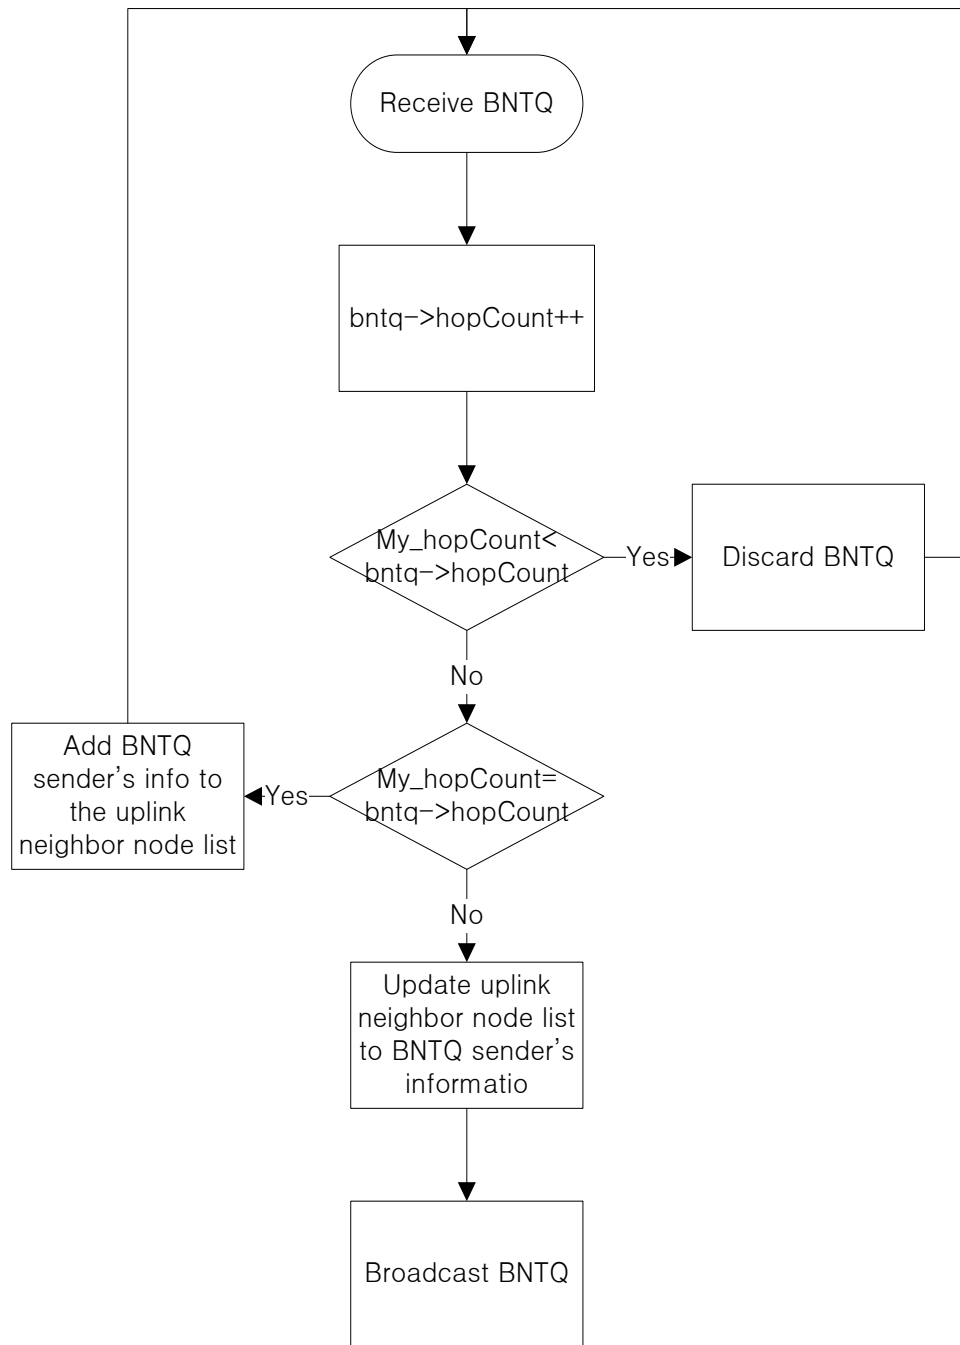 Receive BNTQ
bntq->hopCount++
My_hopCount<
bntq->hopCount
Yes
Discard BNTQ
No
Add BNTQ
sender's info to
the uplink
neighbor node list
Yes
My_hopCount=
bntq->hopCount
No
Update uplink
neighbor node list
to BNTQ sender's
informatio
Broadcast BNTQ